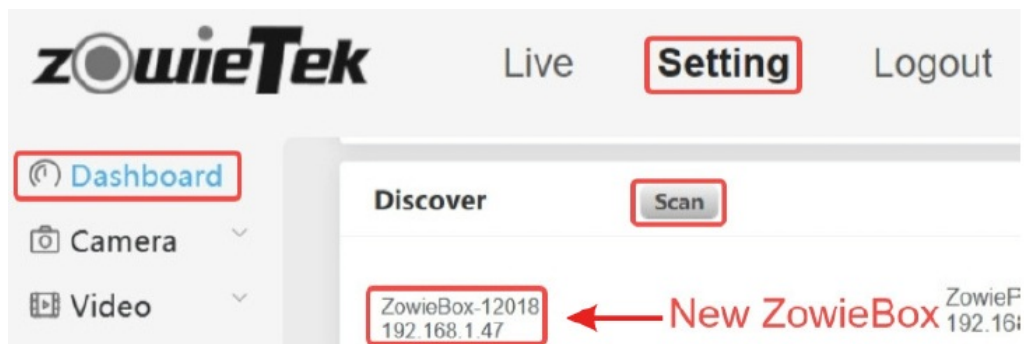 zowieTek Live Setting Logout
Dashboard
Discover Scan
Camera
Video
ZowieBox-12018
192.168.1.47
New ZowieBox